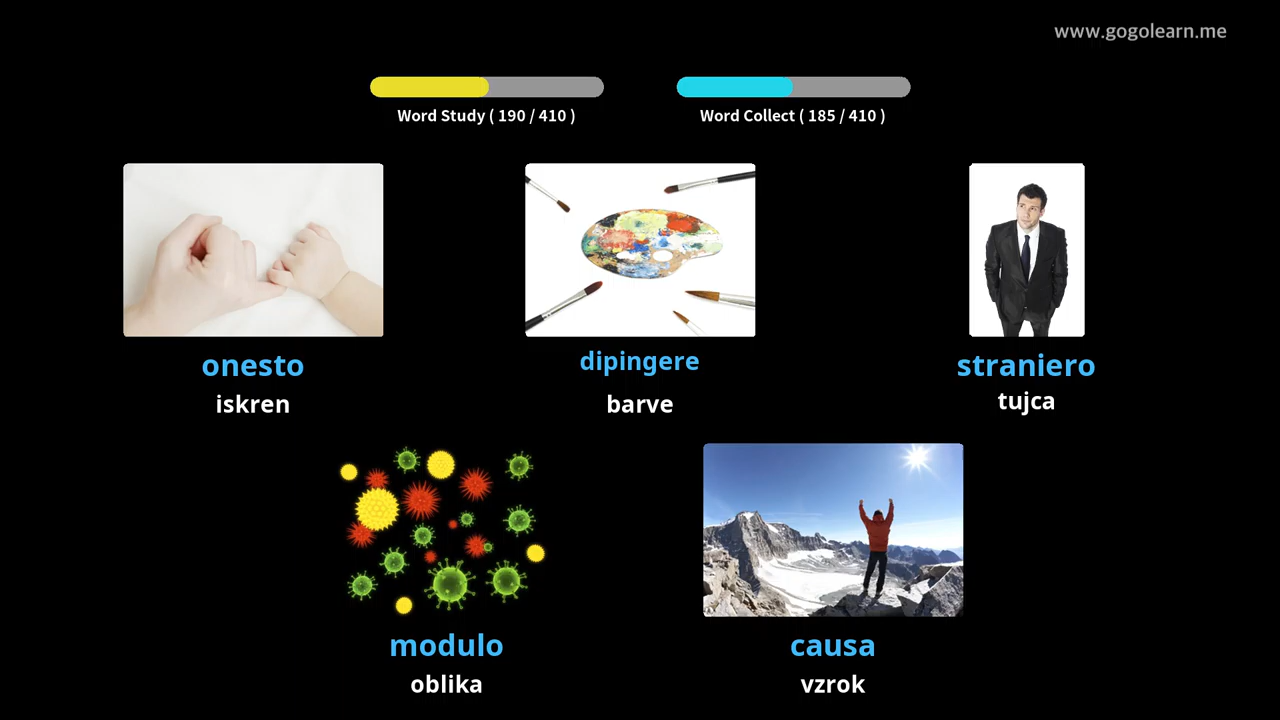 www.gogolearn.me
Word Study ( 190 / 410 )
Word Collect ( 185 / 410 )
onesto
iskren
dipingere
barve
straniero
tujca
modulo
oblika
causa
vzrok